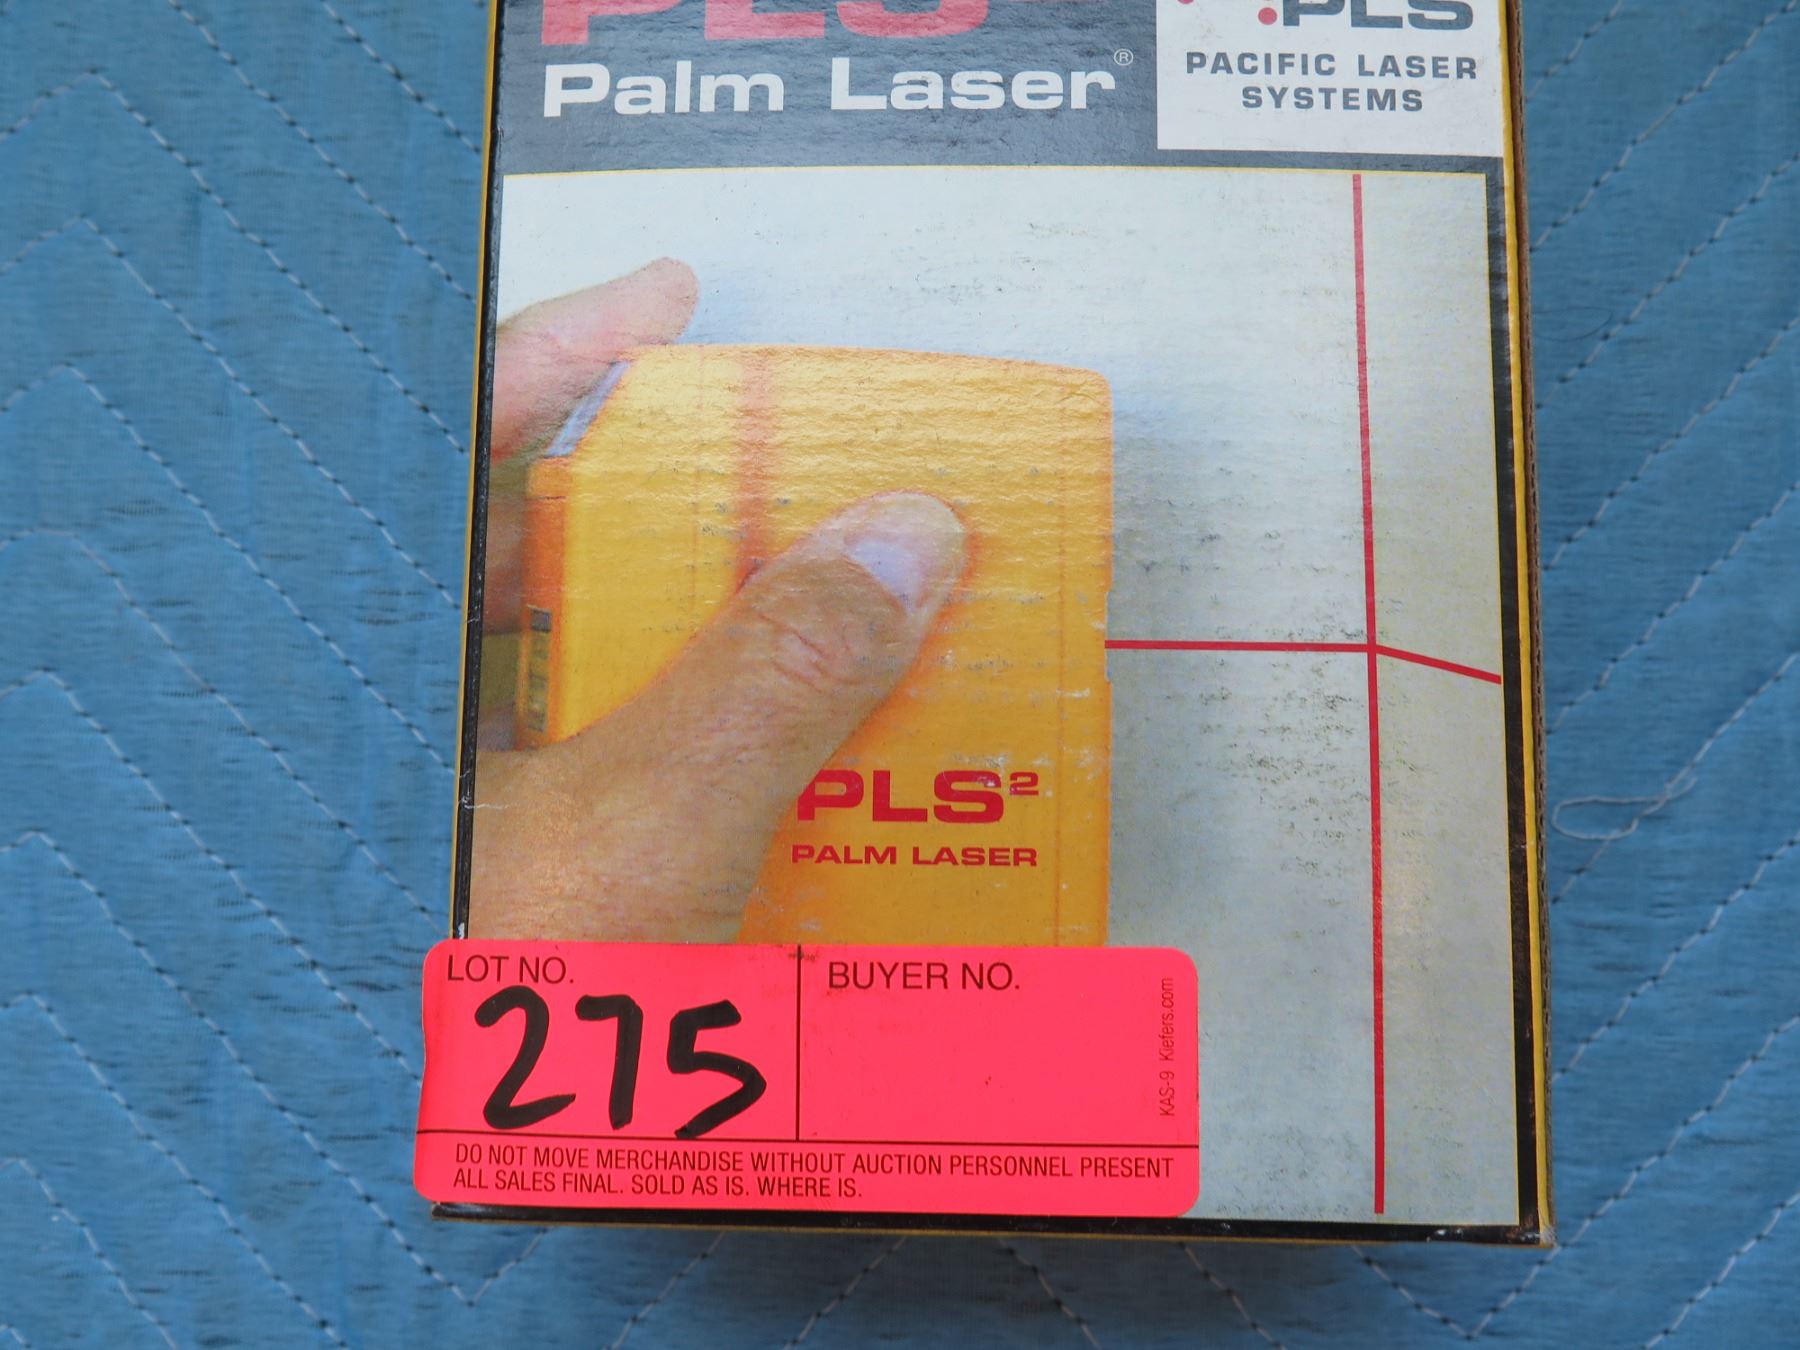 PLS²
Palm Laser®
PLS
PACIFIC LASER
SYSTEMS
PLS²
PALM LASER
LOT NO.
275
BUYER NO.
KAS-9 Kiefers.com
DO NOT MOVE MERCHANDISE WITHOUT AUCTION PERSONNEL PRESENT
ALL SALES FINAL. SOLD AS IS. WHERE IS.